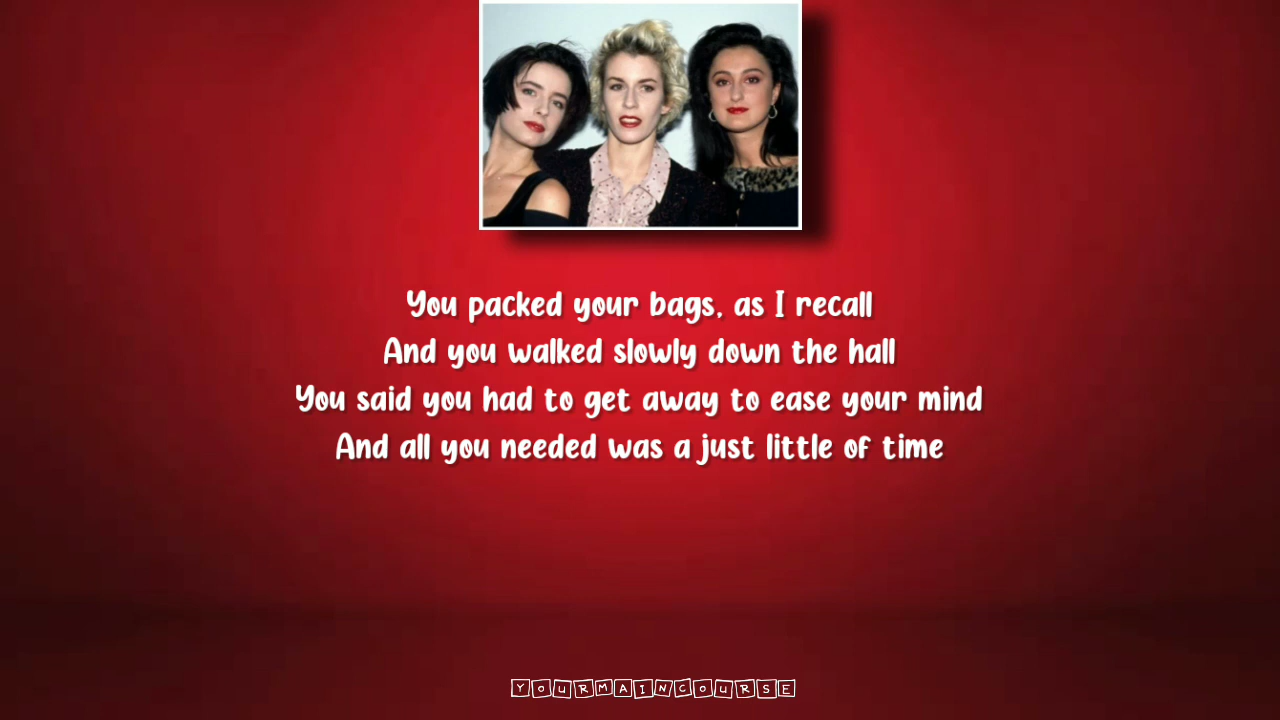 You packed your bags, as I recall
And you walked slowly down the hall
You said you had to get away to ease your mind
And all you needed was a just little of time
YOURMAINCOURSE